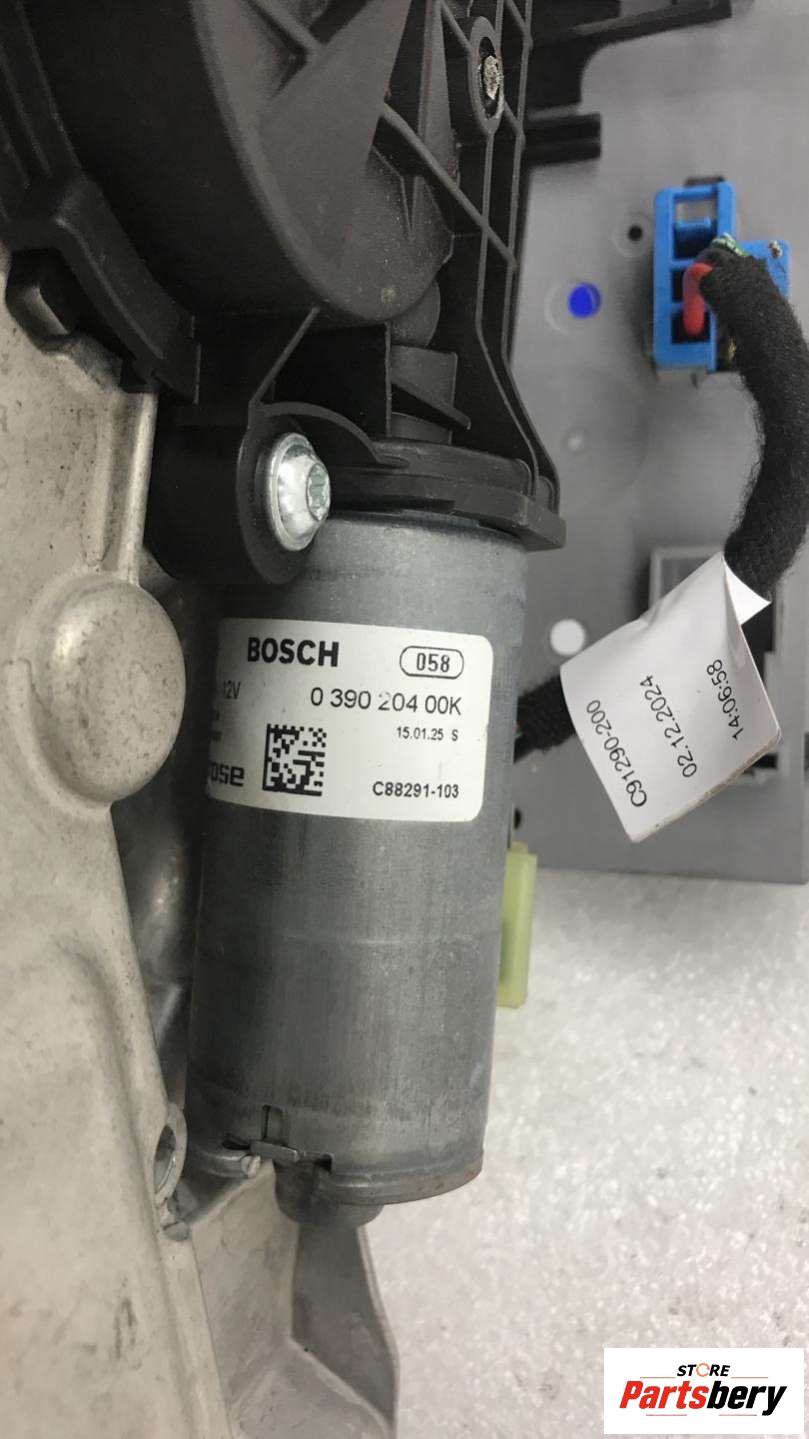 BOSCH 058
12V 0 390 204 00K
15.01.25 S
C88291-103
C91290-200
02.12.2024
14:06:58
STORE
Partsbery